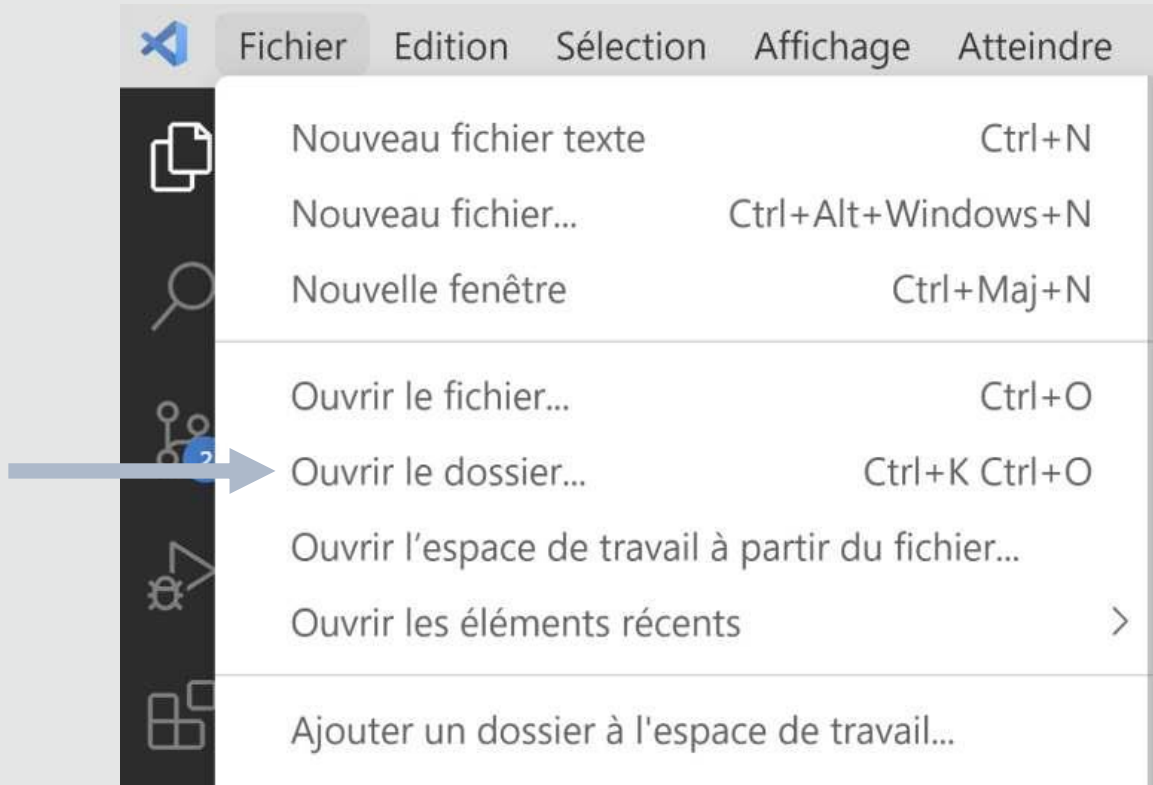 Fichier Edition Sélection Affichage Atteindre
Nouveau fichier texte Ctrl+N
Nouveau fichier... Ctrl+Alt+Windows+N
Nouvelle fenêtre Ctrl+Maj+N
Ouvrir le fichier... Ctrl+O
2
Ouvrir le dossier... Ctrl+K Ctrl+O
Ouvrir l’espace de travail à partir du fichier...
Ouvrir les éléments récents
Ajouter un dossier à l'espace de travail...